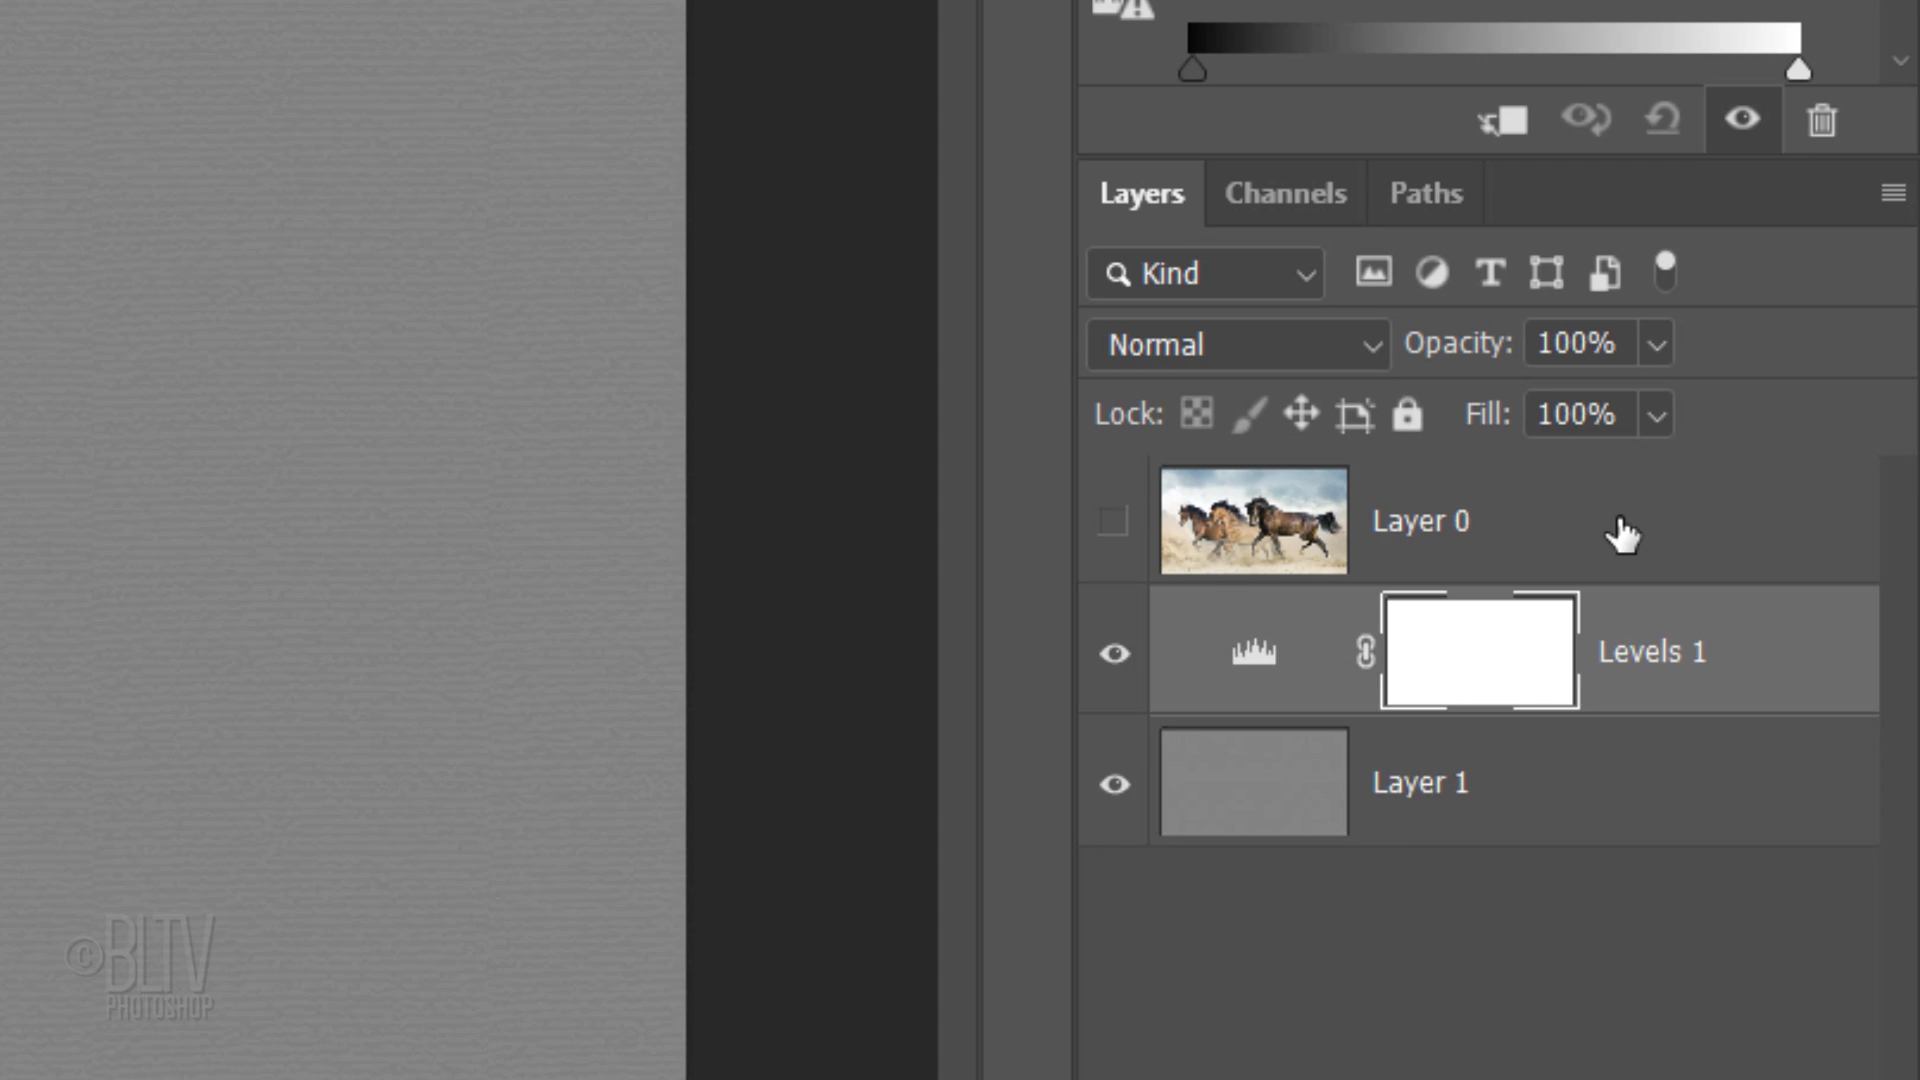 Layers Channels Paths
Kind
Normal Opacity: 100%
Lock: Fill: 100%
Layer 0
Levels 1
Layer 1
©BLTV
PHOTOSHOP